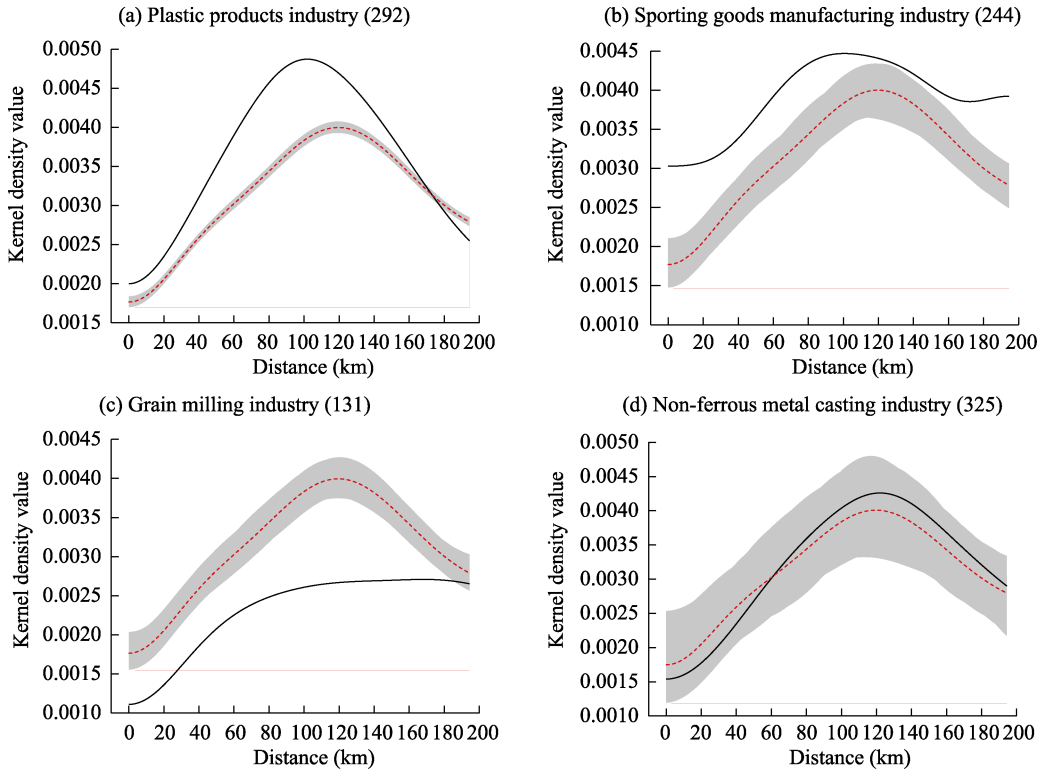 (a) Plastic products industry (292)
0.0050
0.0045
0.0040
0.0035
0.0030
0.0025
0.0020
0.0015
Kernel density value
0 20 40 60 80 100 120 140 160 180 200
Distance (km)
(b) Sporting goods manufacturing industry (244)
0.0045
0.0040
0.0035
0.0030
0.0025
0.0020
0.0015
0.0010
Kernel density value
0 20 40 60 80 100 120 140 160 180 200
Distance (km)
(c) Grain milling industry (131)
0.0045
0.0040
0.0035
0.0030
0.0025
0.0020
0.0015
0.0010
Kernel density value
0 20 40 60 80 100 120 140 160 180 200
Distance (km)
(d) Non-ferrous metal casting industry (325)
0.0050
0.0045
0.0040
0.0035
0.0030
0.0025
0.0020
0.0015
0.0010
Kernel density value
0 20 40 60 80 100 120 140 160 180 200
Distance (km)